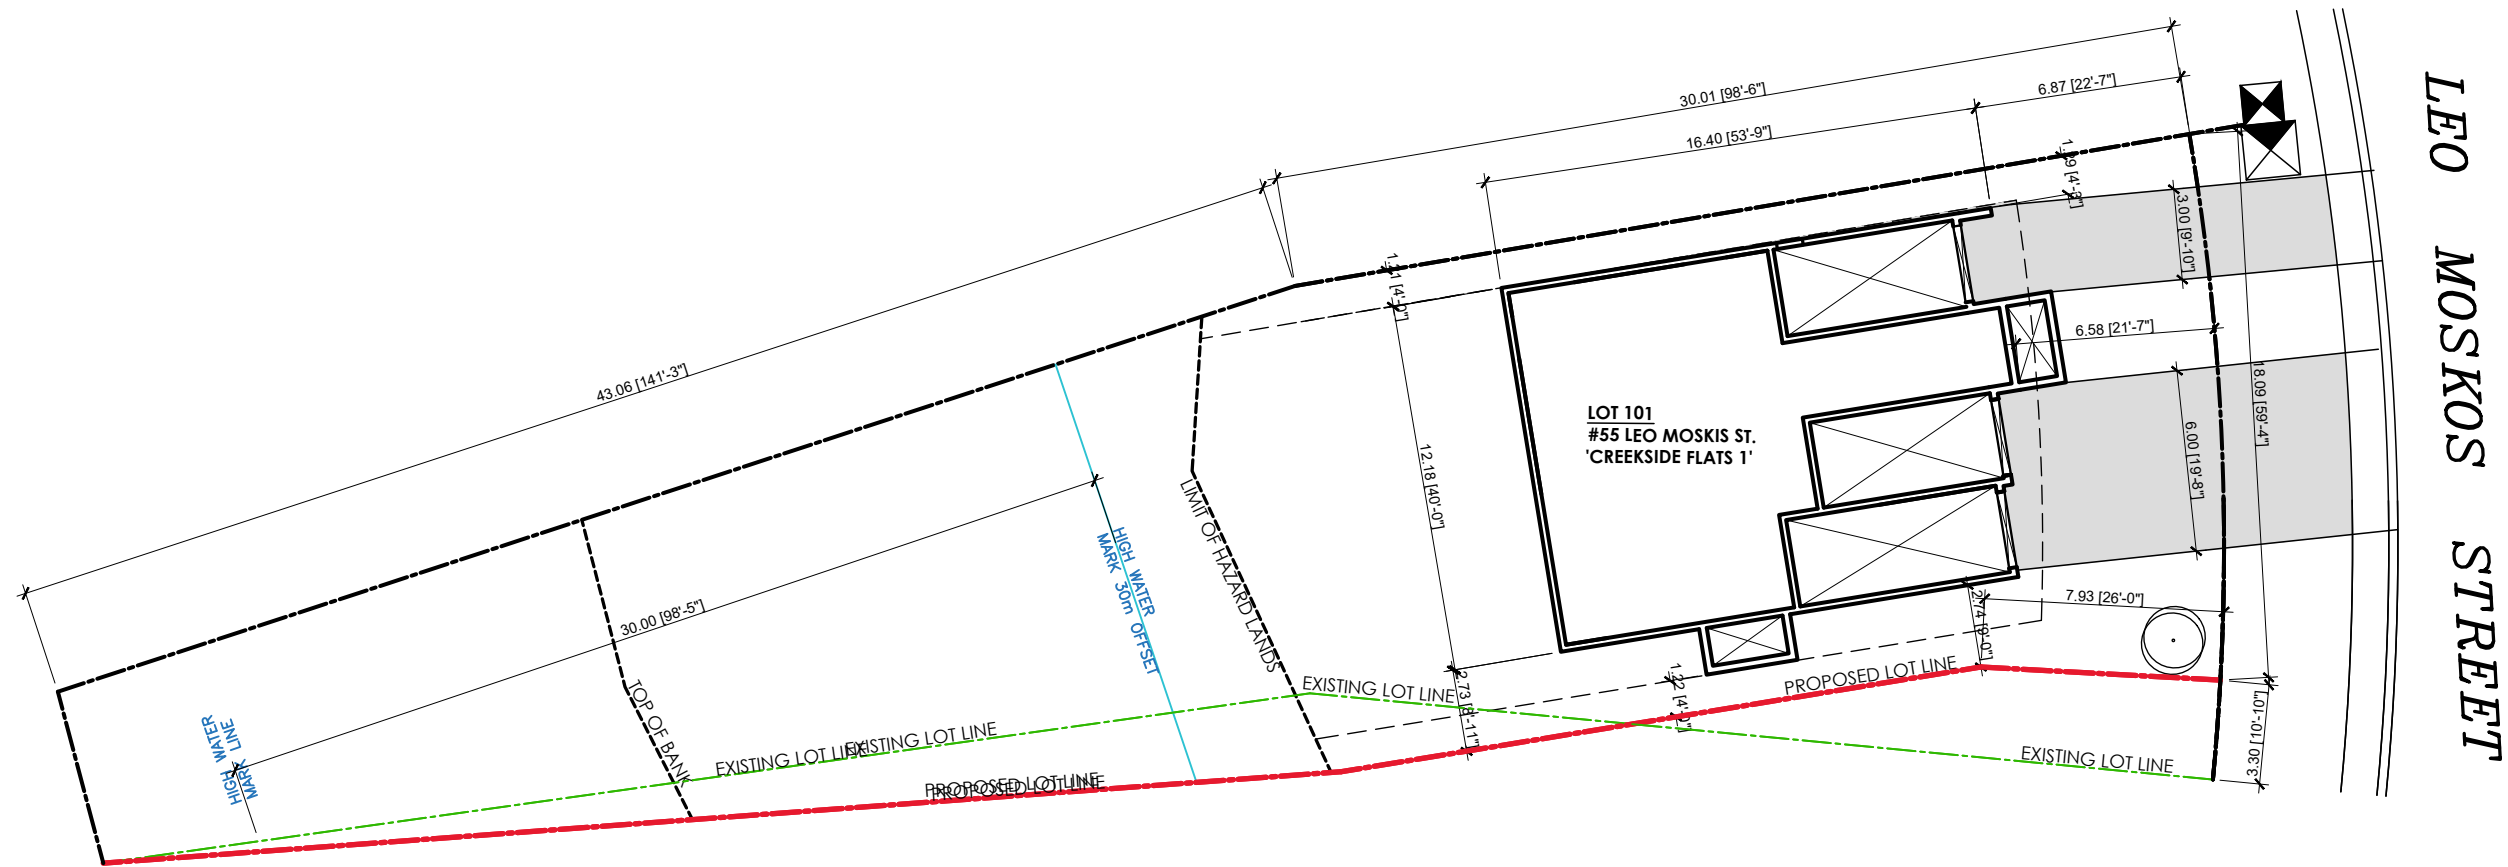 30.01 [98'-6"]
6.87 [22'-7"]
16.40 [53'-9"]
1.29 [4'-3"]
3.00 [9'-10"]
1.21 [4'-0"]
43.06 [141'-3"]
6.58 [21'-7"]
18.09 [59'-4"]
LOT 101
#55 LEO MOSKIS ST.
'CREEKSIDE FLATS 1'
12.18 [40'-0"]
6.00 [19'-8"]
LIMIT OF HAZARD LANDS
HIGH WATER
MARK 30m OFFSET
30.00 [98'-5"]
7.93 [26'-0"]
2.74 [9'-0"]
TOP OF BANK
HIGH WATER
MARK LINE
EXISTING LOT LINE
EXISTING LOT LINE
EXISTING LOT LINE
2.73 [8'-11"]
1.22 [4'-0"]
PROPOSED LOT LINE
EXISTING LOT LINE
3.30 [10'-10"]
PROPOSED LOT LINE
PROPOSED LOT LINE
LEO MOSKOS STREET